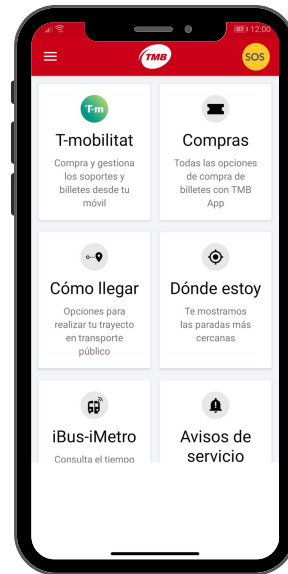 12:00
TMB
SOS
T-m
T-mobilitat
Compra y gestiona
los soportes y
billetes desde tu
móvil
Compras
Todas las opciones
de compra de
billetes con TMB
App
Cómo llegar
Opciones para
realizar tu trayecto
en transporte
público
Dónde estoy
Te mostramos
las paradas más
cercanas
iBus-iMetro
Consulta el tiempo
Avisos de
servicio